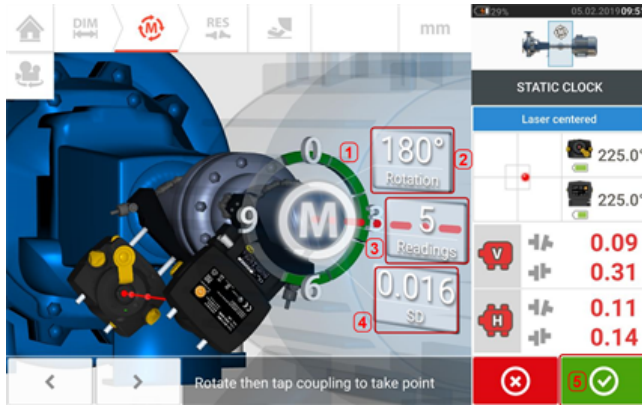 DIM
RES
mm
29%
05.02.2019 09:5
STATIC CLOCK
Laser centered
225.0°
225.0°
0
1
180°
Rotation
2
9
M
3
5
Readings
3
6
0.016
SD
4
V
0.09
0.31
H
0.11
0.14
Rotate then tap coupling to take point
5